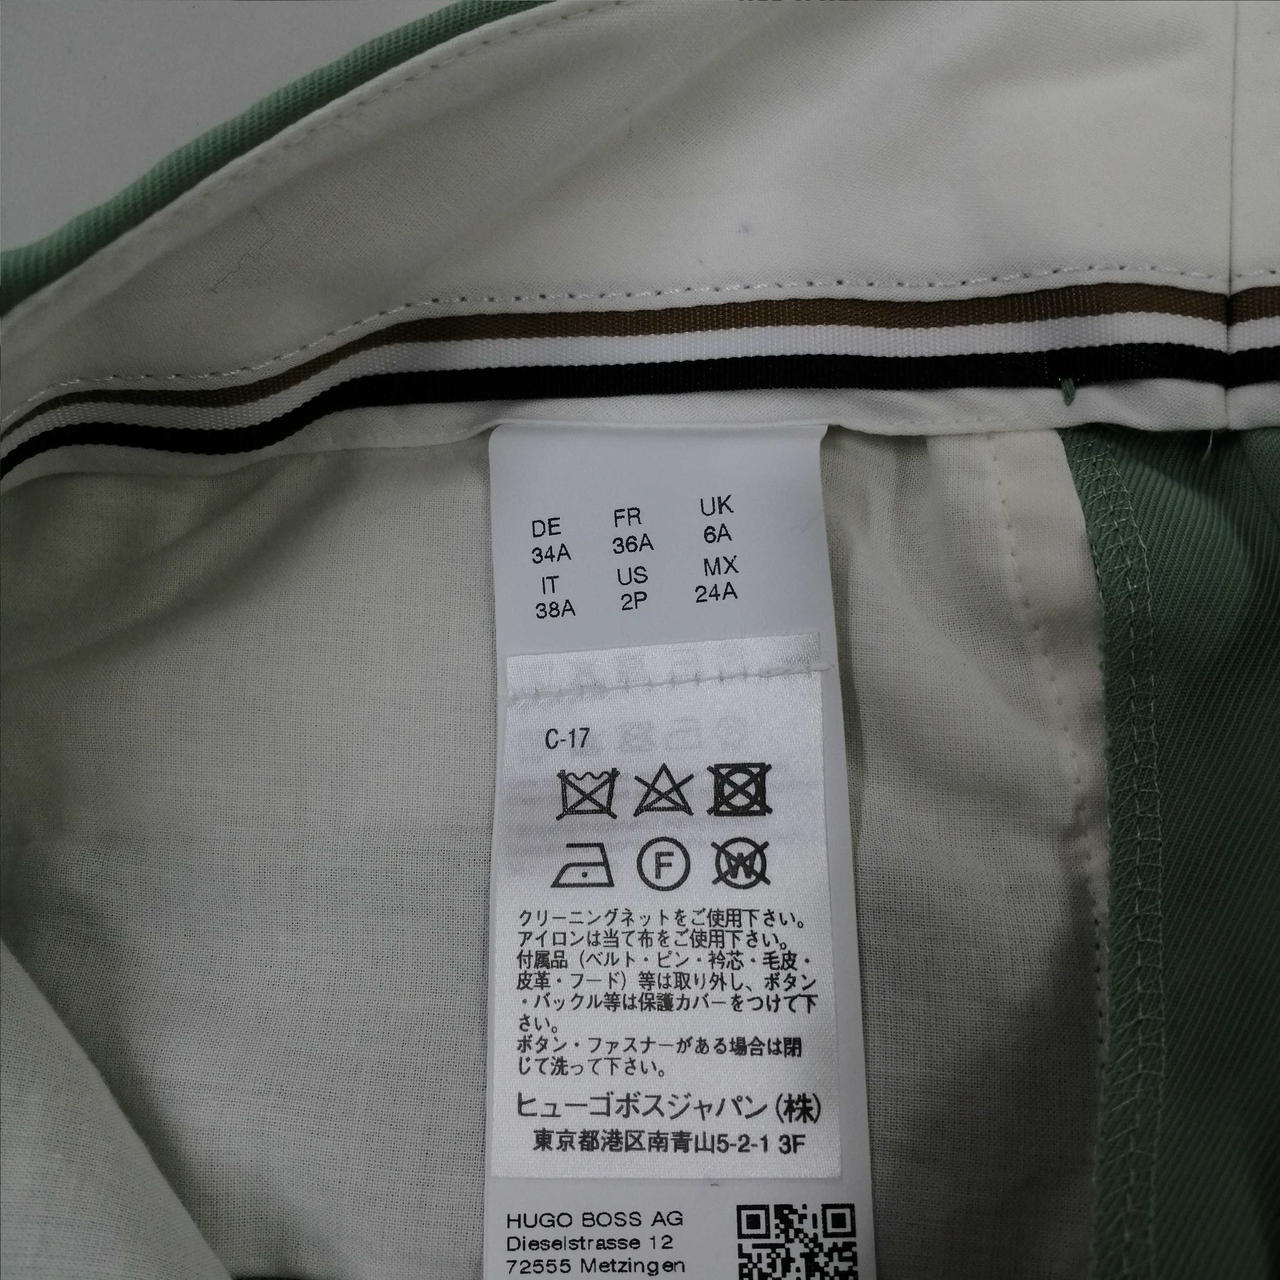 DE FR UK
34A 36A 6A
IT US MX
38A 2P 24A
C-17
F W
クリーニングネットをご使用下さい。
アイロンは当て布をご使用下さい。
付属品(ベルト・ピン・衿芯・毛皮・
皮革・フード)等は取り外し、ボタン
・バックル等は保護カバーをつけて下
さい。
ボタン・ファスナーがある場合は閉
じて洗って下さい。
ヒューゴボスジャパン(株)
東京都港区南青山5-2-1 3F
HUGO BOSS AG
Dieselstrasse 12
72555 Metzingen